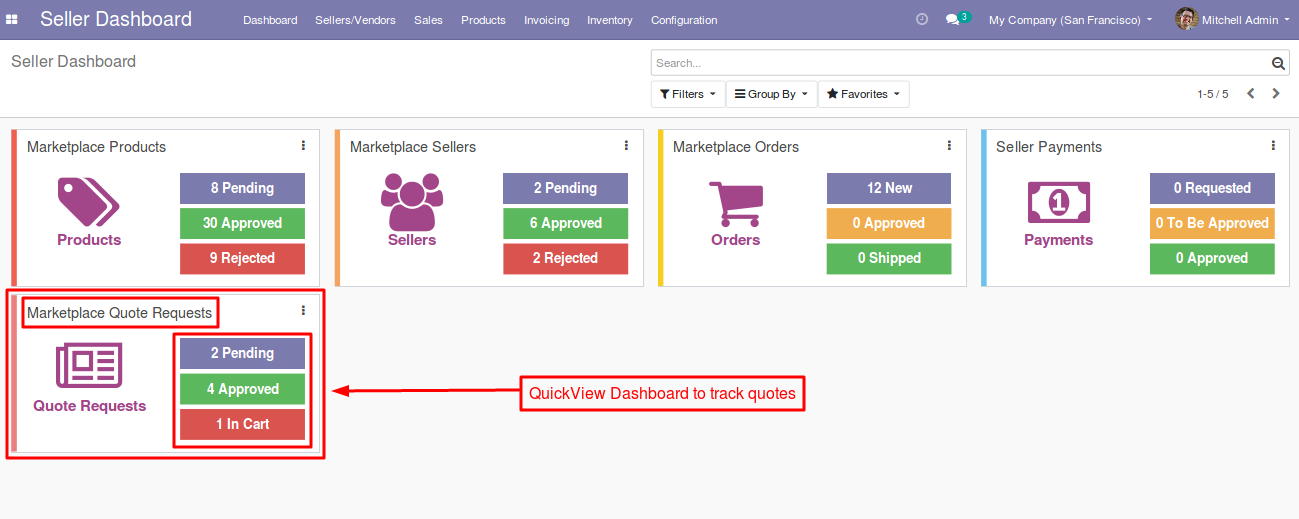 Seller Dashboard
Dashboard Sellers/Vendors Sales Products Invoicing Inventory Configuration
3
My Company (San Francisco)
Mitchell Admin
Seller Dashboard
Search...
Filters Group By Favorites
1-5 / 5
Marketplace Products
Products
8 Pending
30 Approved
9 Rejected
Marketplace Sellers
Sellers
2 Pending
6 Approved
2 Rejected
Marketplace Orders
Orders
12 New
0 Approved
0 Shipped
Seller Payments
1
Payments
0 Requested
0 To Be Approved
0 Approved
Marketplace Quote Requests
Quote Requests
2 Pending
4 Approved
1 In Cart
QuickView Dashboard to track quotes